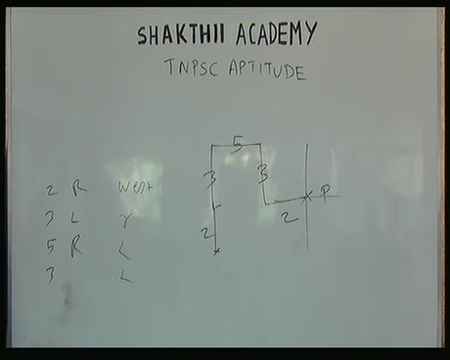 SHAKTHII ACADEMY
TNPSC APTITUDE
5
3 3
2 R West
P
3 L r
2
2
5 R L
3 L